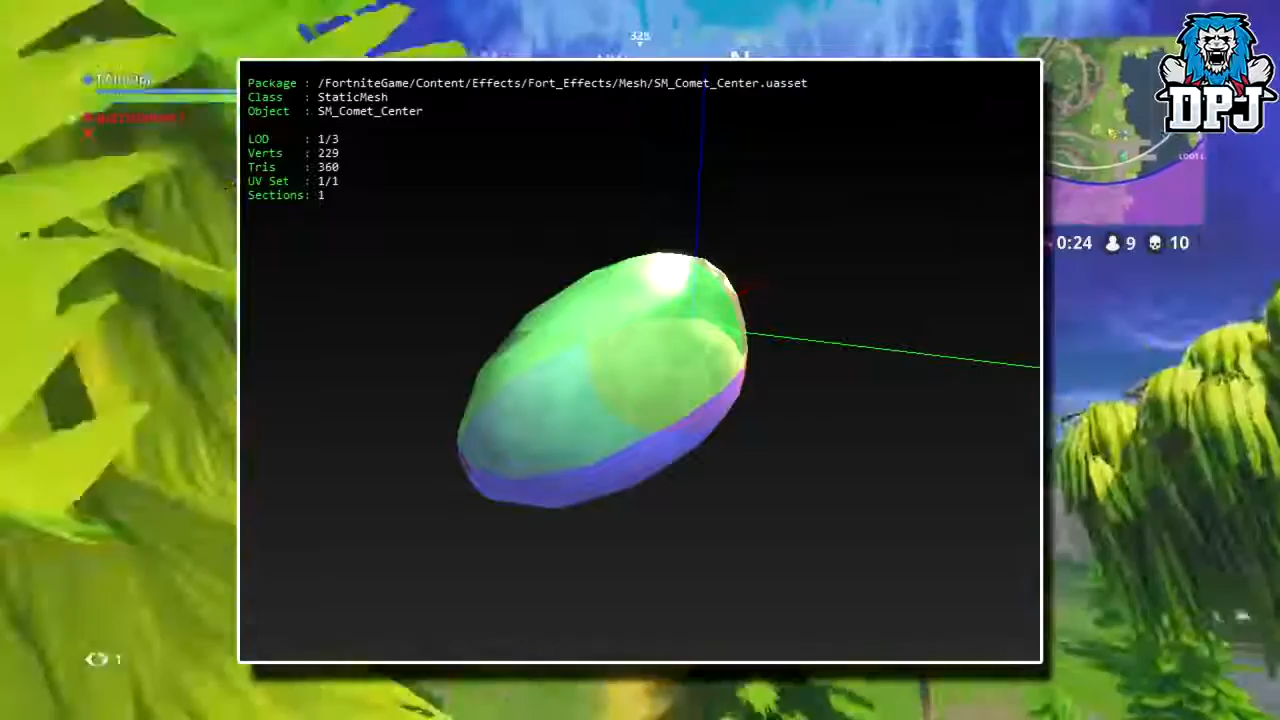 325
N
DPJ
Package : /FortniteGame/Content/Effects/Fort_Effects/Mesh/SM_Comet_Center.uasset
Class : StaticMesh
Object : SM_Comet_Center
LOD : 1/3
Verts : 229
Tris : 360
UV Set : 1/1
Sections: 1
0:24 9 10
1